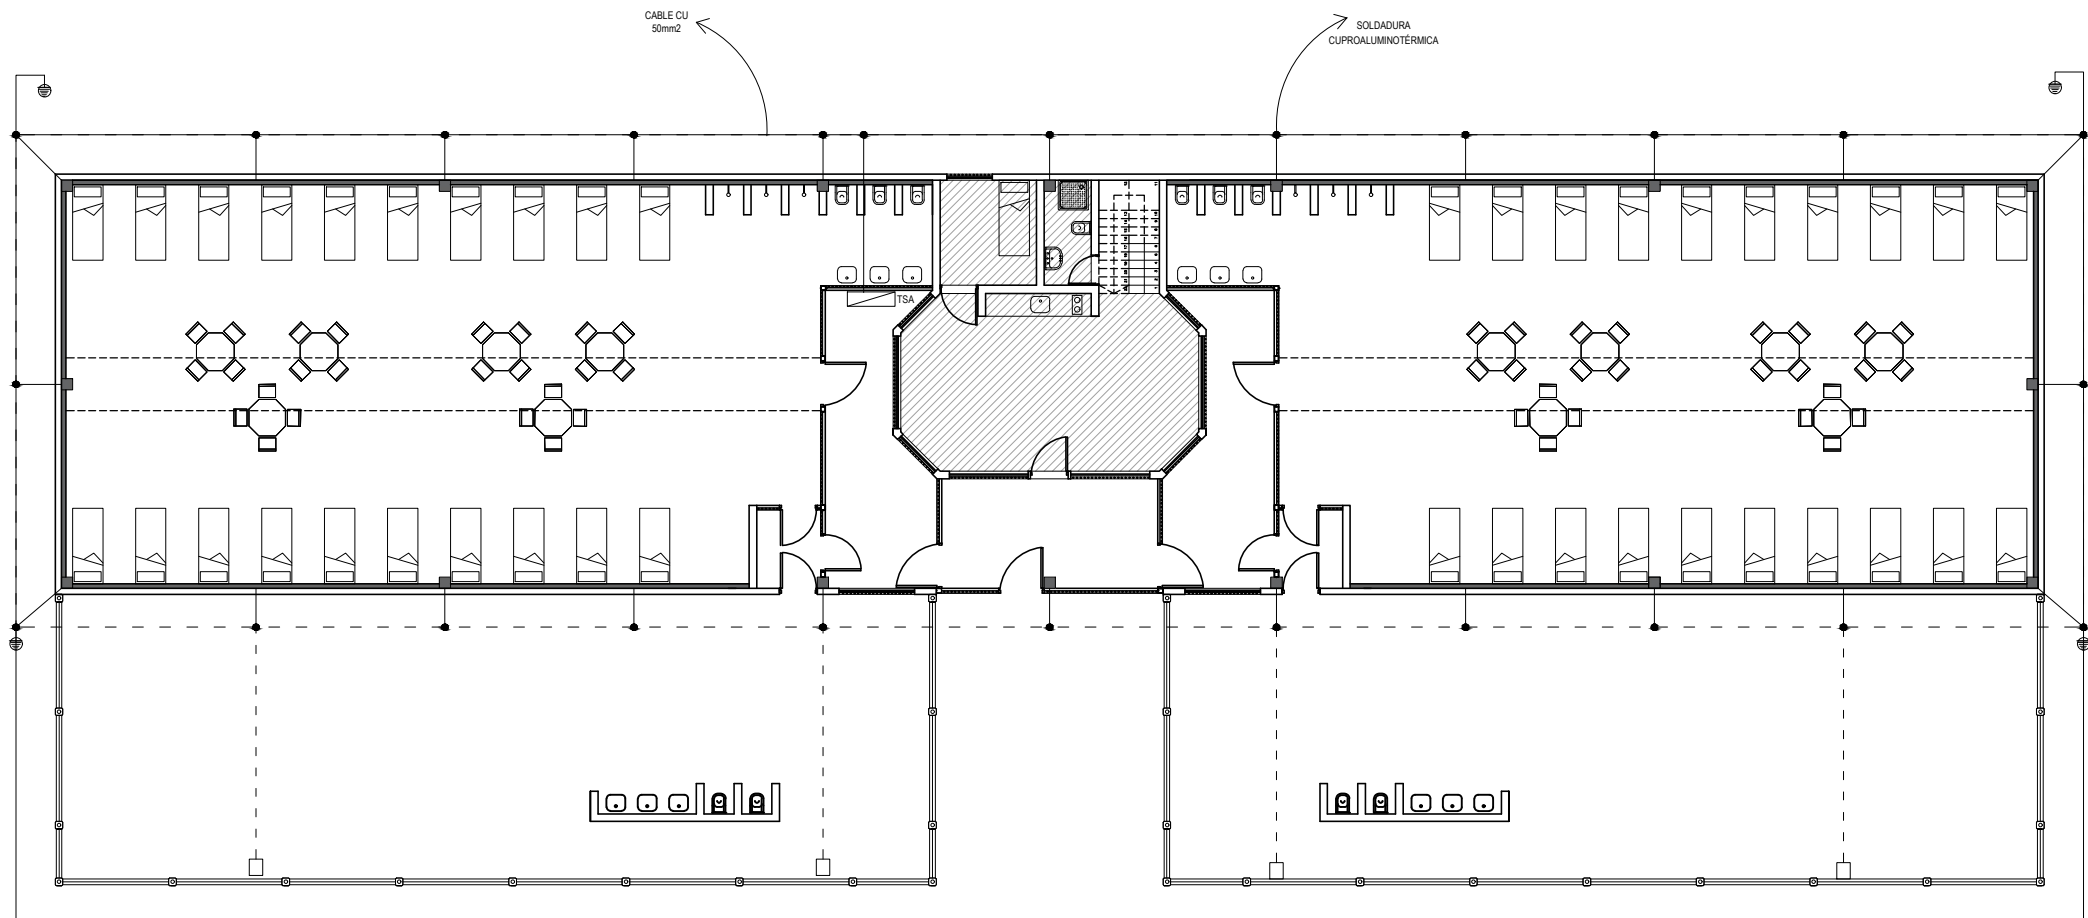 CABLE CU
50mm2
SOLDADURA
CUPROALUMINOTÉRMICA
TSA